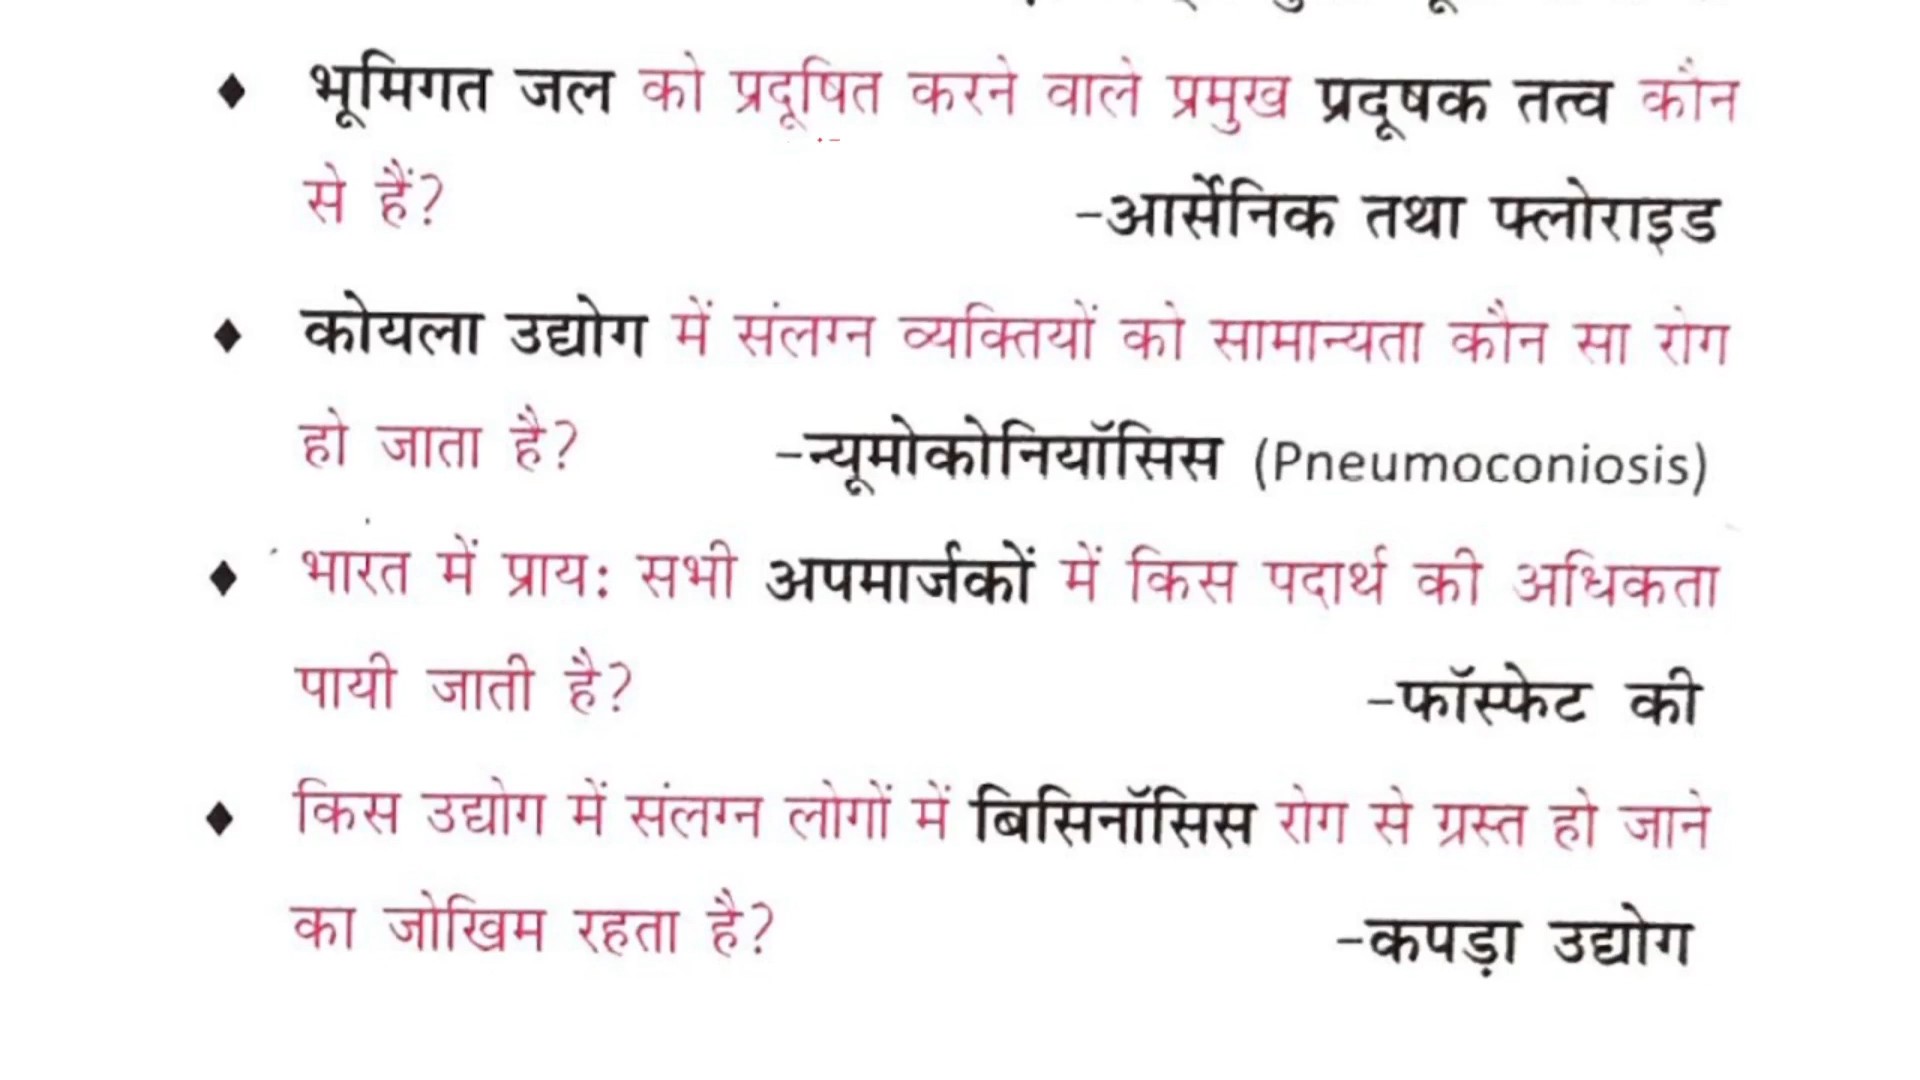 ♦ भूमिगत जल को प्रदूषित करने वाले प्रमुख प्रदूषक तत्व कौन
से हैं? -आर्सेनिक तथा फ्लोराइड
♦ कोयला उद्योग में संलग्न व्यक्तियों को सामान्यता कौन सा रोग
हो जाता है? -न्यूमोकोनियॉसिस (Pneumoconiosis)
♦ भारत में प्राय: सभी अपमार्जकों में किस पदार्थ की अधिकता
पायी जाती है? -फॉस्फेट की
♦ किस उद्योग में संलग्न लोगों में बिसिनॉसिस रोग से ग्रस्त हो जाने
का जोखिम रहता है? -कपड़ा उद्योग